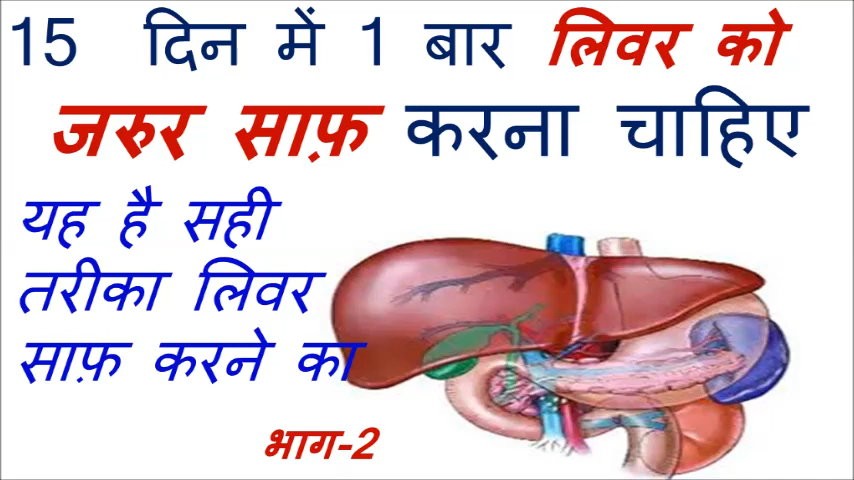 15 दिन में 1 बार लिवर को
जरुर साफ़ करना चाहिए
यह है सही
तरीका लिवर
साफ़ करने का
भाग-2